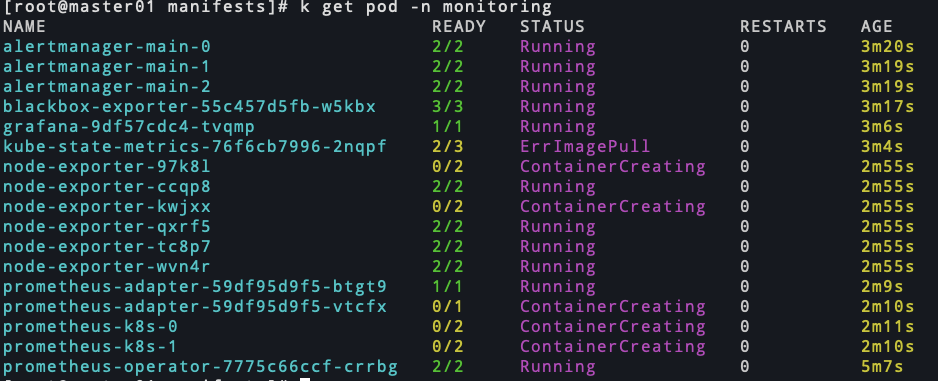 [root@master01 manifests]# k get pod -n monitoring
NAME READY STATUS RESTARTS AGE
alertmanager-main-0 2/2 Running 0 3m20s
alertmanager-main-1 2/2 Running 0 3m19s
alertmanager-main-2 2/2 Running 0 3m19s
blackbox-exporter-55c457d5fb-w5kbx 3/3 Running 0 3m17s
grafana-9df57cdc4-tvqmp 1/1 Running 0 3m6s
kube-state-metrics-76f6cb7996-2nqpf 2/3 ErrImagePull 0 3m4s
node-exporter-97k8l 0/2 ContainerCreating 0 2m55s
node-exporter-ccqp8 2/2 Running 0 2m55s
node-exporter-kwjxx 0/2 ContainerCreating 0 2m55s
node-exporter-qxrf5 2/2 Running 0 2m55s
node-exporter-tc8p7 2/2 Running 0 2m55s
node-exporter-wvn4r 2/2 Running 0 2m55s
prometheus-adapter-59df95d9f5-btgt9 1/1 Running 0 2m9s
prometheus-adapter-59df95d9f5-vtcfx 0/1 ContainerCreating 0 2m10s
prometheus-k8s-0 0/2 ContainerCreating 0 2m11s
prometheus-k8s-1 0/2 ContainerCreating 0 2m10s
prometheus-operator-7775c66ccf-crrbg 2/2 Running 0 5m7s